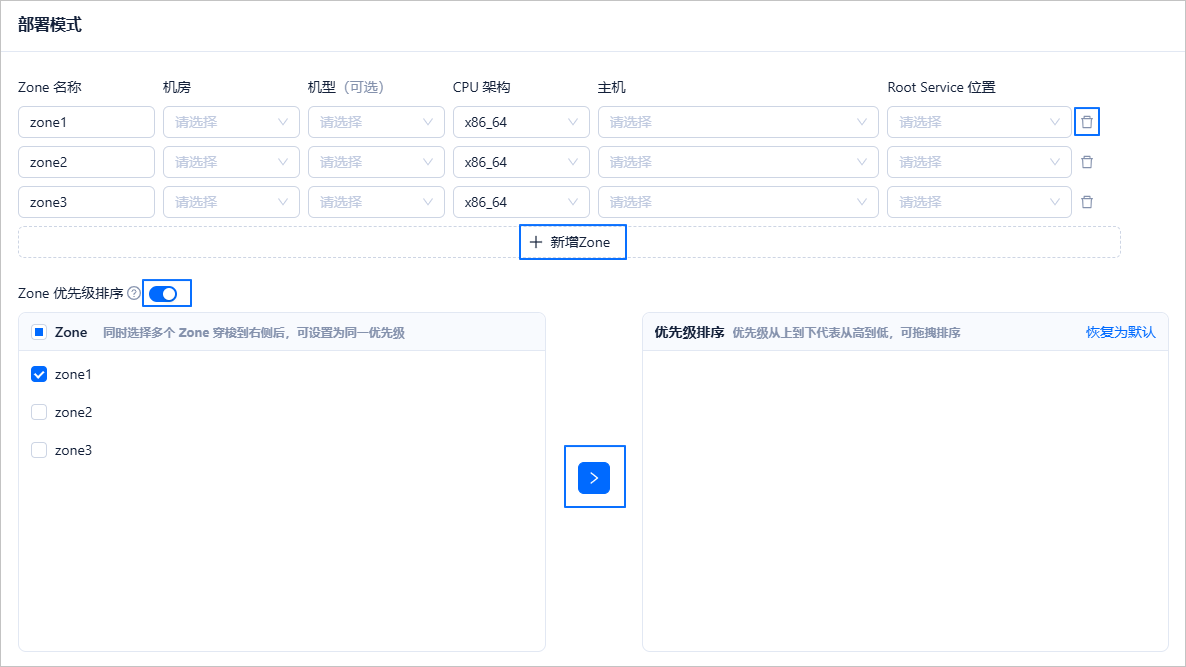 部署模式
Zone 名称 机房 机型（可选） CPU 架构 主机 Root Service 位置
zone1 请选择 请选择 x86_64 请选择 请选择
zone2 请选择 请选择 x86_64 请选择 请选择
zone3 请选择 请选择 x86_64 请选择 请选择
+ 新增Zone
Zone 优先级排序 ?
Zone 同时选择多个 Zone 穿梭到右侧后，可设置为同一优先级
zone1
zone2
zone3
优先级排序 优先级从上到下代表从高到低，可拖拽排序 恢复为默认